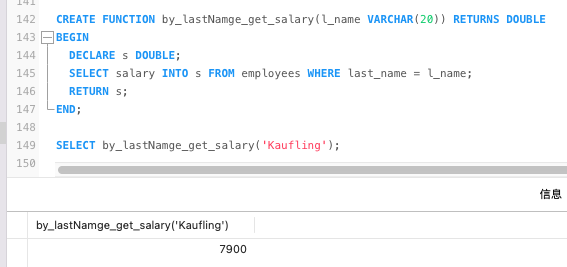 141
142 CREATE FUNCTION by_lastNamge_get_salary(l_name VARCHAR(20)) RETURNS DOUBLE
143 BEGIN
144 DECLARE s DOUBLE;
145 SELECT salary INTO s FROM employees WHERE last_name = l_name;
146 RETURN s;
147 END;
148
149 SELECT by_lastNamge_get_salary('Kaufling');
150
信息
by_lastNamge_get_salary('Kaufling')
7900